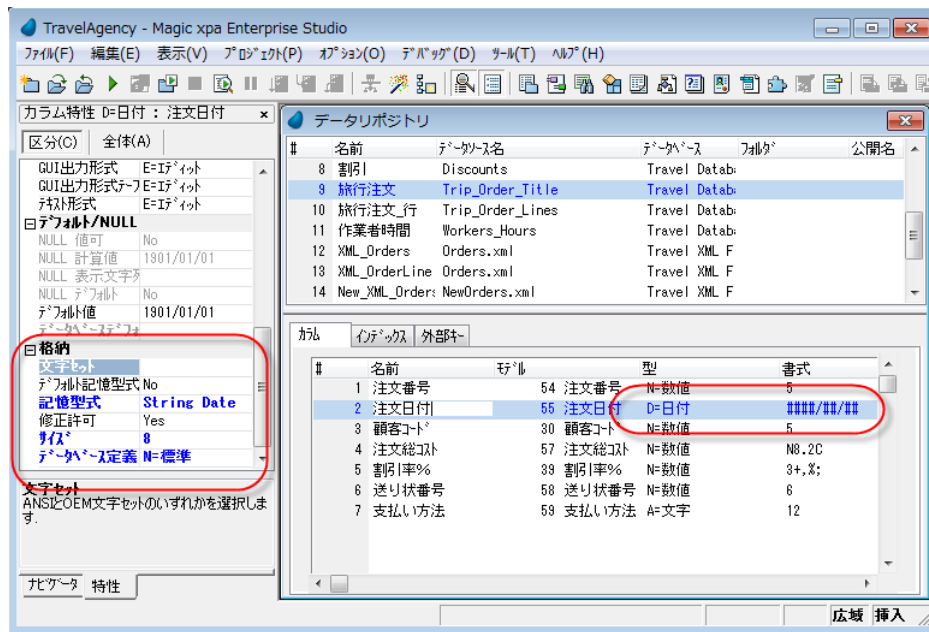 TravelAgency - Magic xpa Enterprise Studio
ﾌｧｲﾙ(F) 編集(E) 表示(V) ﾌﾟﾛｼﾞｪｸﾄ(P) ｵﾌﾟｼｮﾝ(O) ﾃﾞﾊﾞｯｸﾞ(D) ﾂｰﾙ(T) ﾍﾙﾌﾟ(H)
カラム特性 D=日付 : 注文日付
区分(C) 全体(A)
GUI出力形式 E=ｴﾃﾞｨｯﾄ
GUI出力形式ﾃｰﾌ E=ｴﾃﾞｨｯﾄ
ﾃｷｽﾄ形式 E=ｴﾃﾞｨｯﾄ
ﾃﾞﾌｫﾙﾄ/NULL
NULL 値可 No
NULL 計算値 1901/01/01
NULL 表示文字列
NULL ﾃﾞﾌｫﾙﾄ No
ﾃﾞﾌｫﾙﾄ値 1901/01/01
ﾃﾞｰﾀﾍﾞｰｽﾃﾞﾌｫ
格納
文字ｾｯﾄ
ﾃﾞﾌｫﾙﾄ記憶型式 No
記憶型式 String Date
修正許可 Yes
ｻｲｽﾞ 8
ﾃﾞｰﾀﾍﾞｰｽ定義 N=標準
文字ｾｯﾄ
ANSIとOEM文字セットのいずれかを選択しま
す.
ﾅﾋﾞｹﾞｰﾀ 特性
データリポジトリ
# 名前 ﾃﾞｰﾀｿｰｽ名 ﾃﾞｰﾀﾍﾞｰｽ ﾌｫﾙﾀﾞ 公開名
8 割引 Discounts Travel Datab
9 旅行注文 Trip_Order_Title Travel Datab
10 旅行注文_行 Trip_Order_Lines Travel Datab
11 作業者時間 Workers_Hours Travel Datab
12 XML_Orders Orders.xml Travel XML F
13 XML_OrderLine Orders.xml Travel XML F
14 New_XML_Orders NewOrders.xml Travel XML F
ｶﾗﾑ ｲﾝﾃﾞｯｸｽ 外部ｷｰ
# 名前 ﾓﾃﾞﾙ 型 書式
1 注文番号 54 注文番号 N=数値 5
2 注文日付 55 注文日付 D=日付 ####/##/##
3 顧客ｺｰﾄﾞ 30 顧客ｺｰﾄﾞ N=数値 5
4 注文総ｺｽﾄ 57 注文総ｺｽﾄ N=数値 N8.2C
5 割引率% 39 割引率% N=数値 3+,%;
6 送り状番号 58 送り状番号 N=数値 6
7 支払い方法 59 支払い方法 A=文字 12
広域 挿入